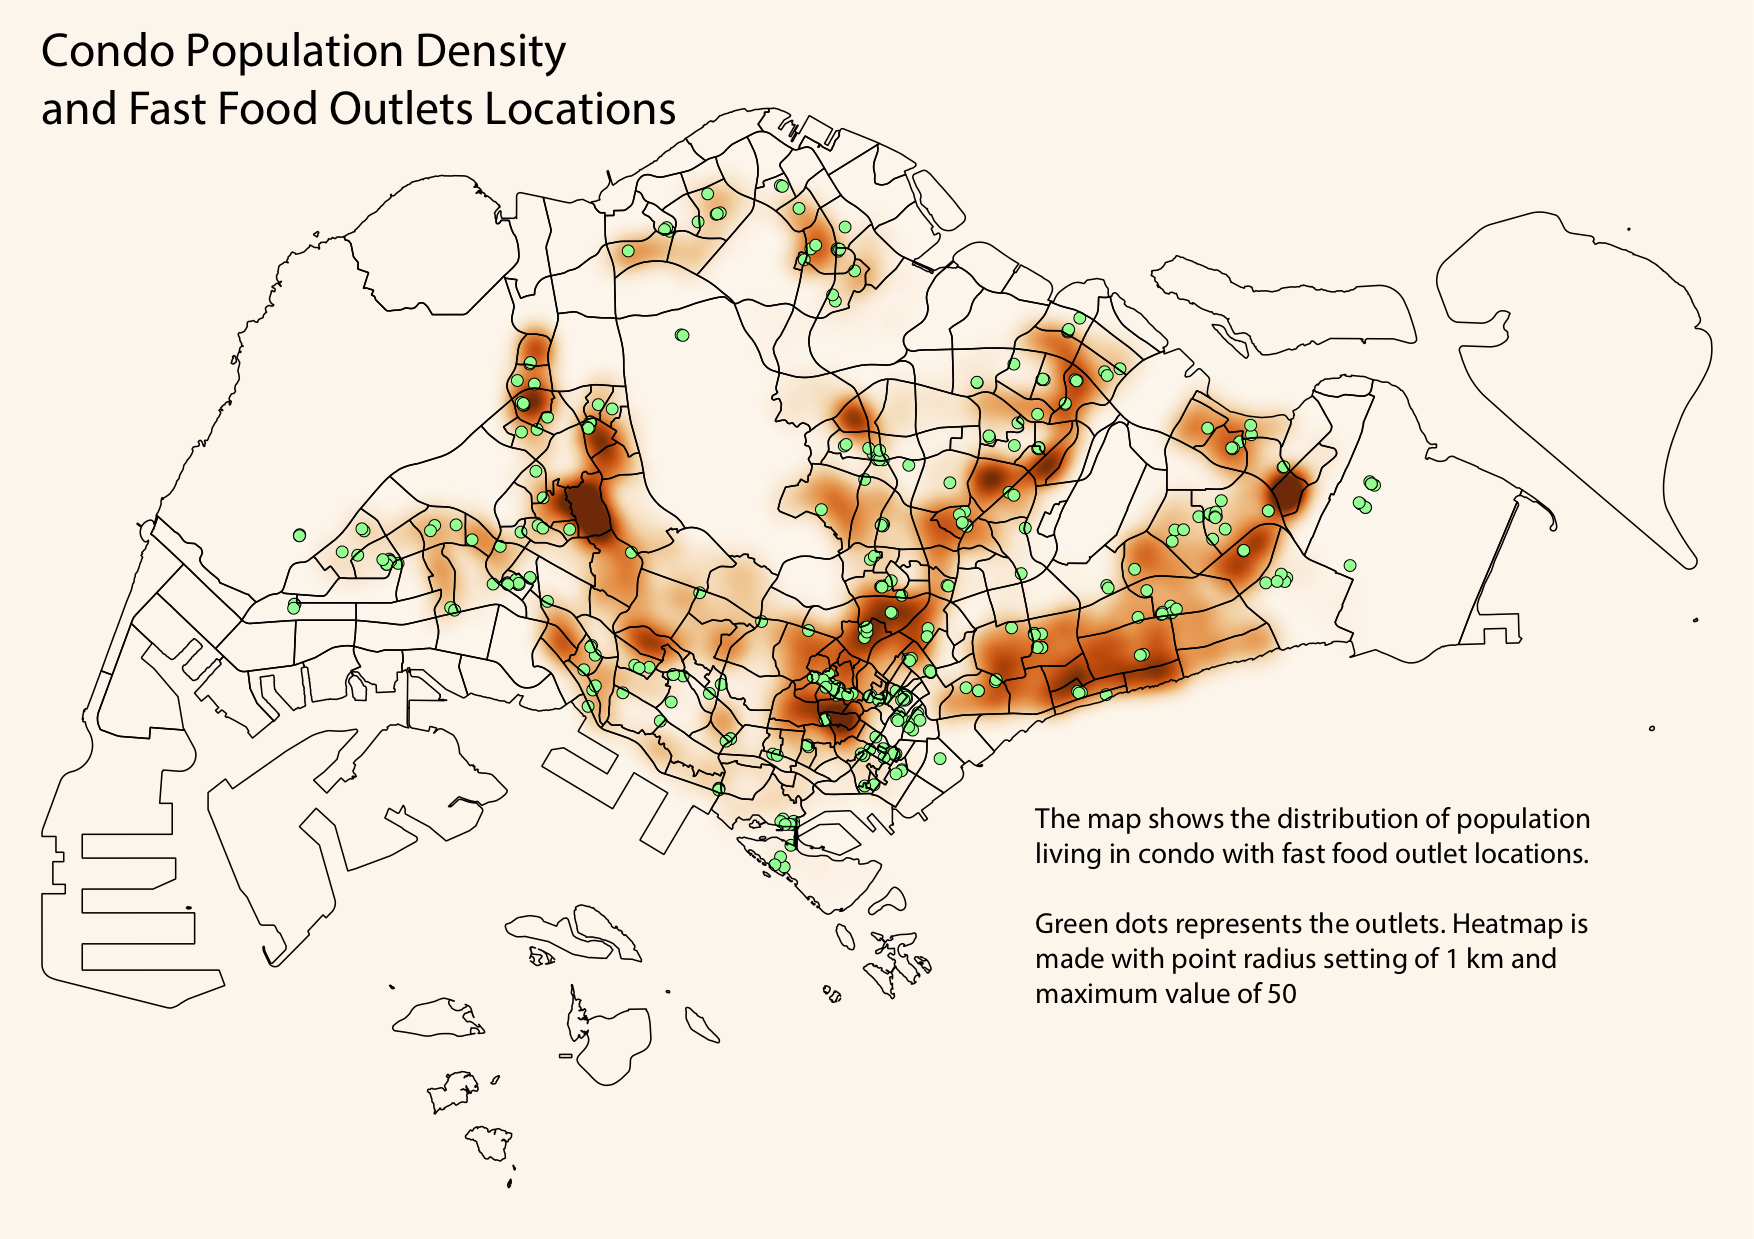 Condo Population Density
and Fast Food Outlets Locations
The map shows the distribution of population
living in condo with fast food outlet locations.
Green dots represents the outlets. Heatmap is
made with point radius setting of 1 km and
maximum value of 50